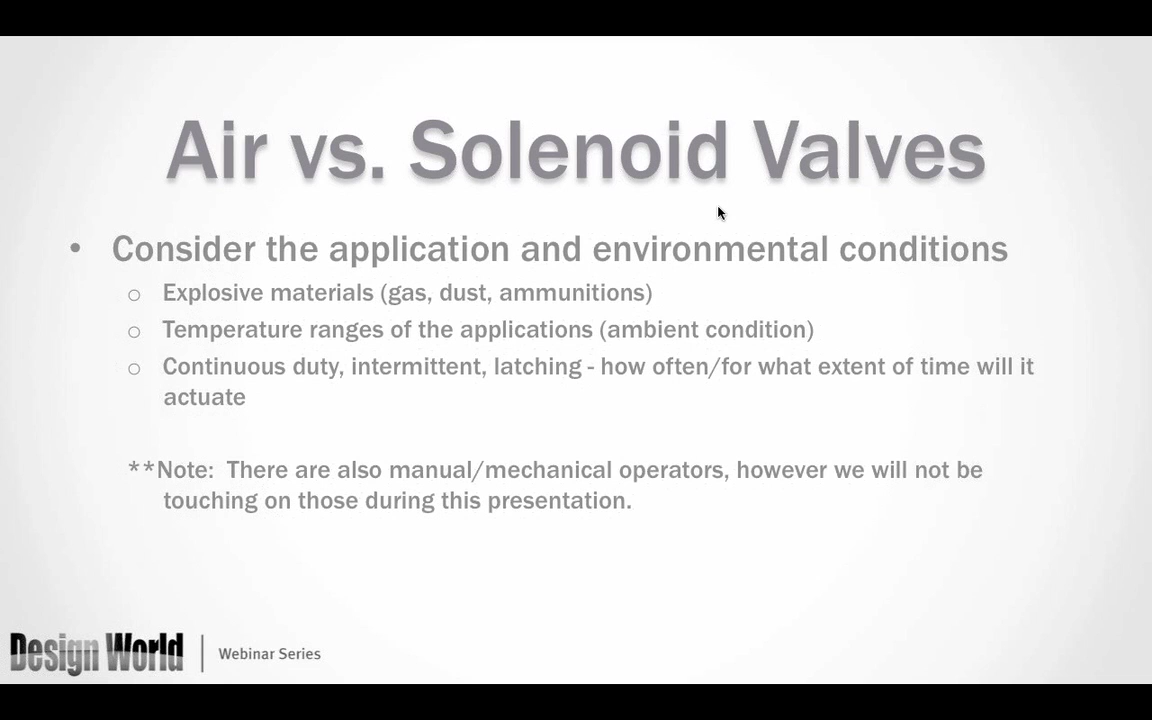 Air vs. Solenoid Valves
• Consider the application and environmental conditions
o Explosive materials (gas, dust, ammunitions)
o Temperature ranges of the applications (ambient condition)
o Continuous duty, intermittent, latching - how often/for what extent of time will it
actuate
**Note:  There are also manual/mechanical operators, however we will not be
touching on those during this presentation.
Design World | Webinar Series